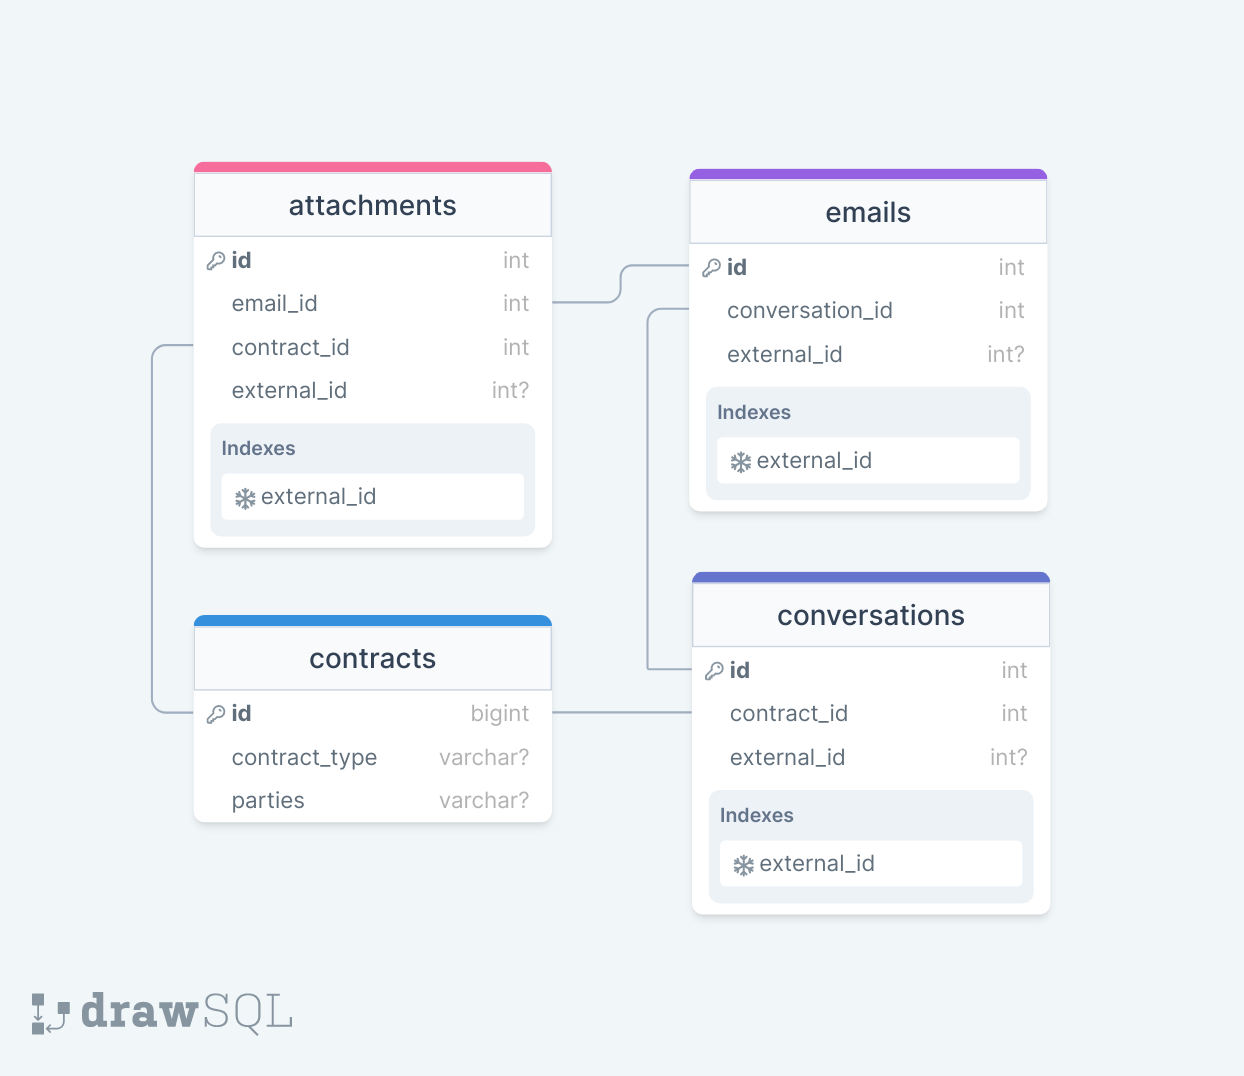 attachments
id int
email_id int
contract_id int
external_id int?
Indexes
external_id
emails
id int
conversation_id int
external_id int?
Indexes
external_id
contracts
id bigint
contract_type varchar?
parties varchar?
conversations
id int
contract_id int
external_id int?
Indexes
external_id
drawSQL